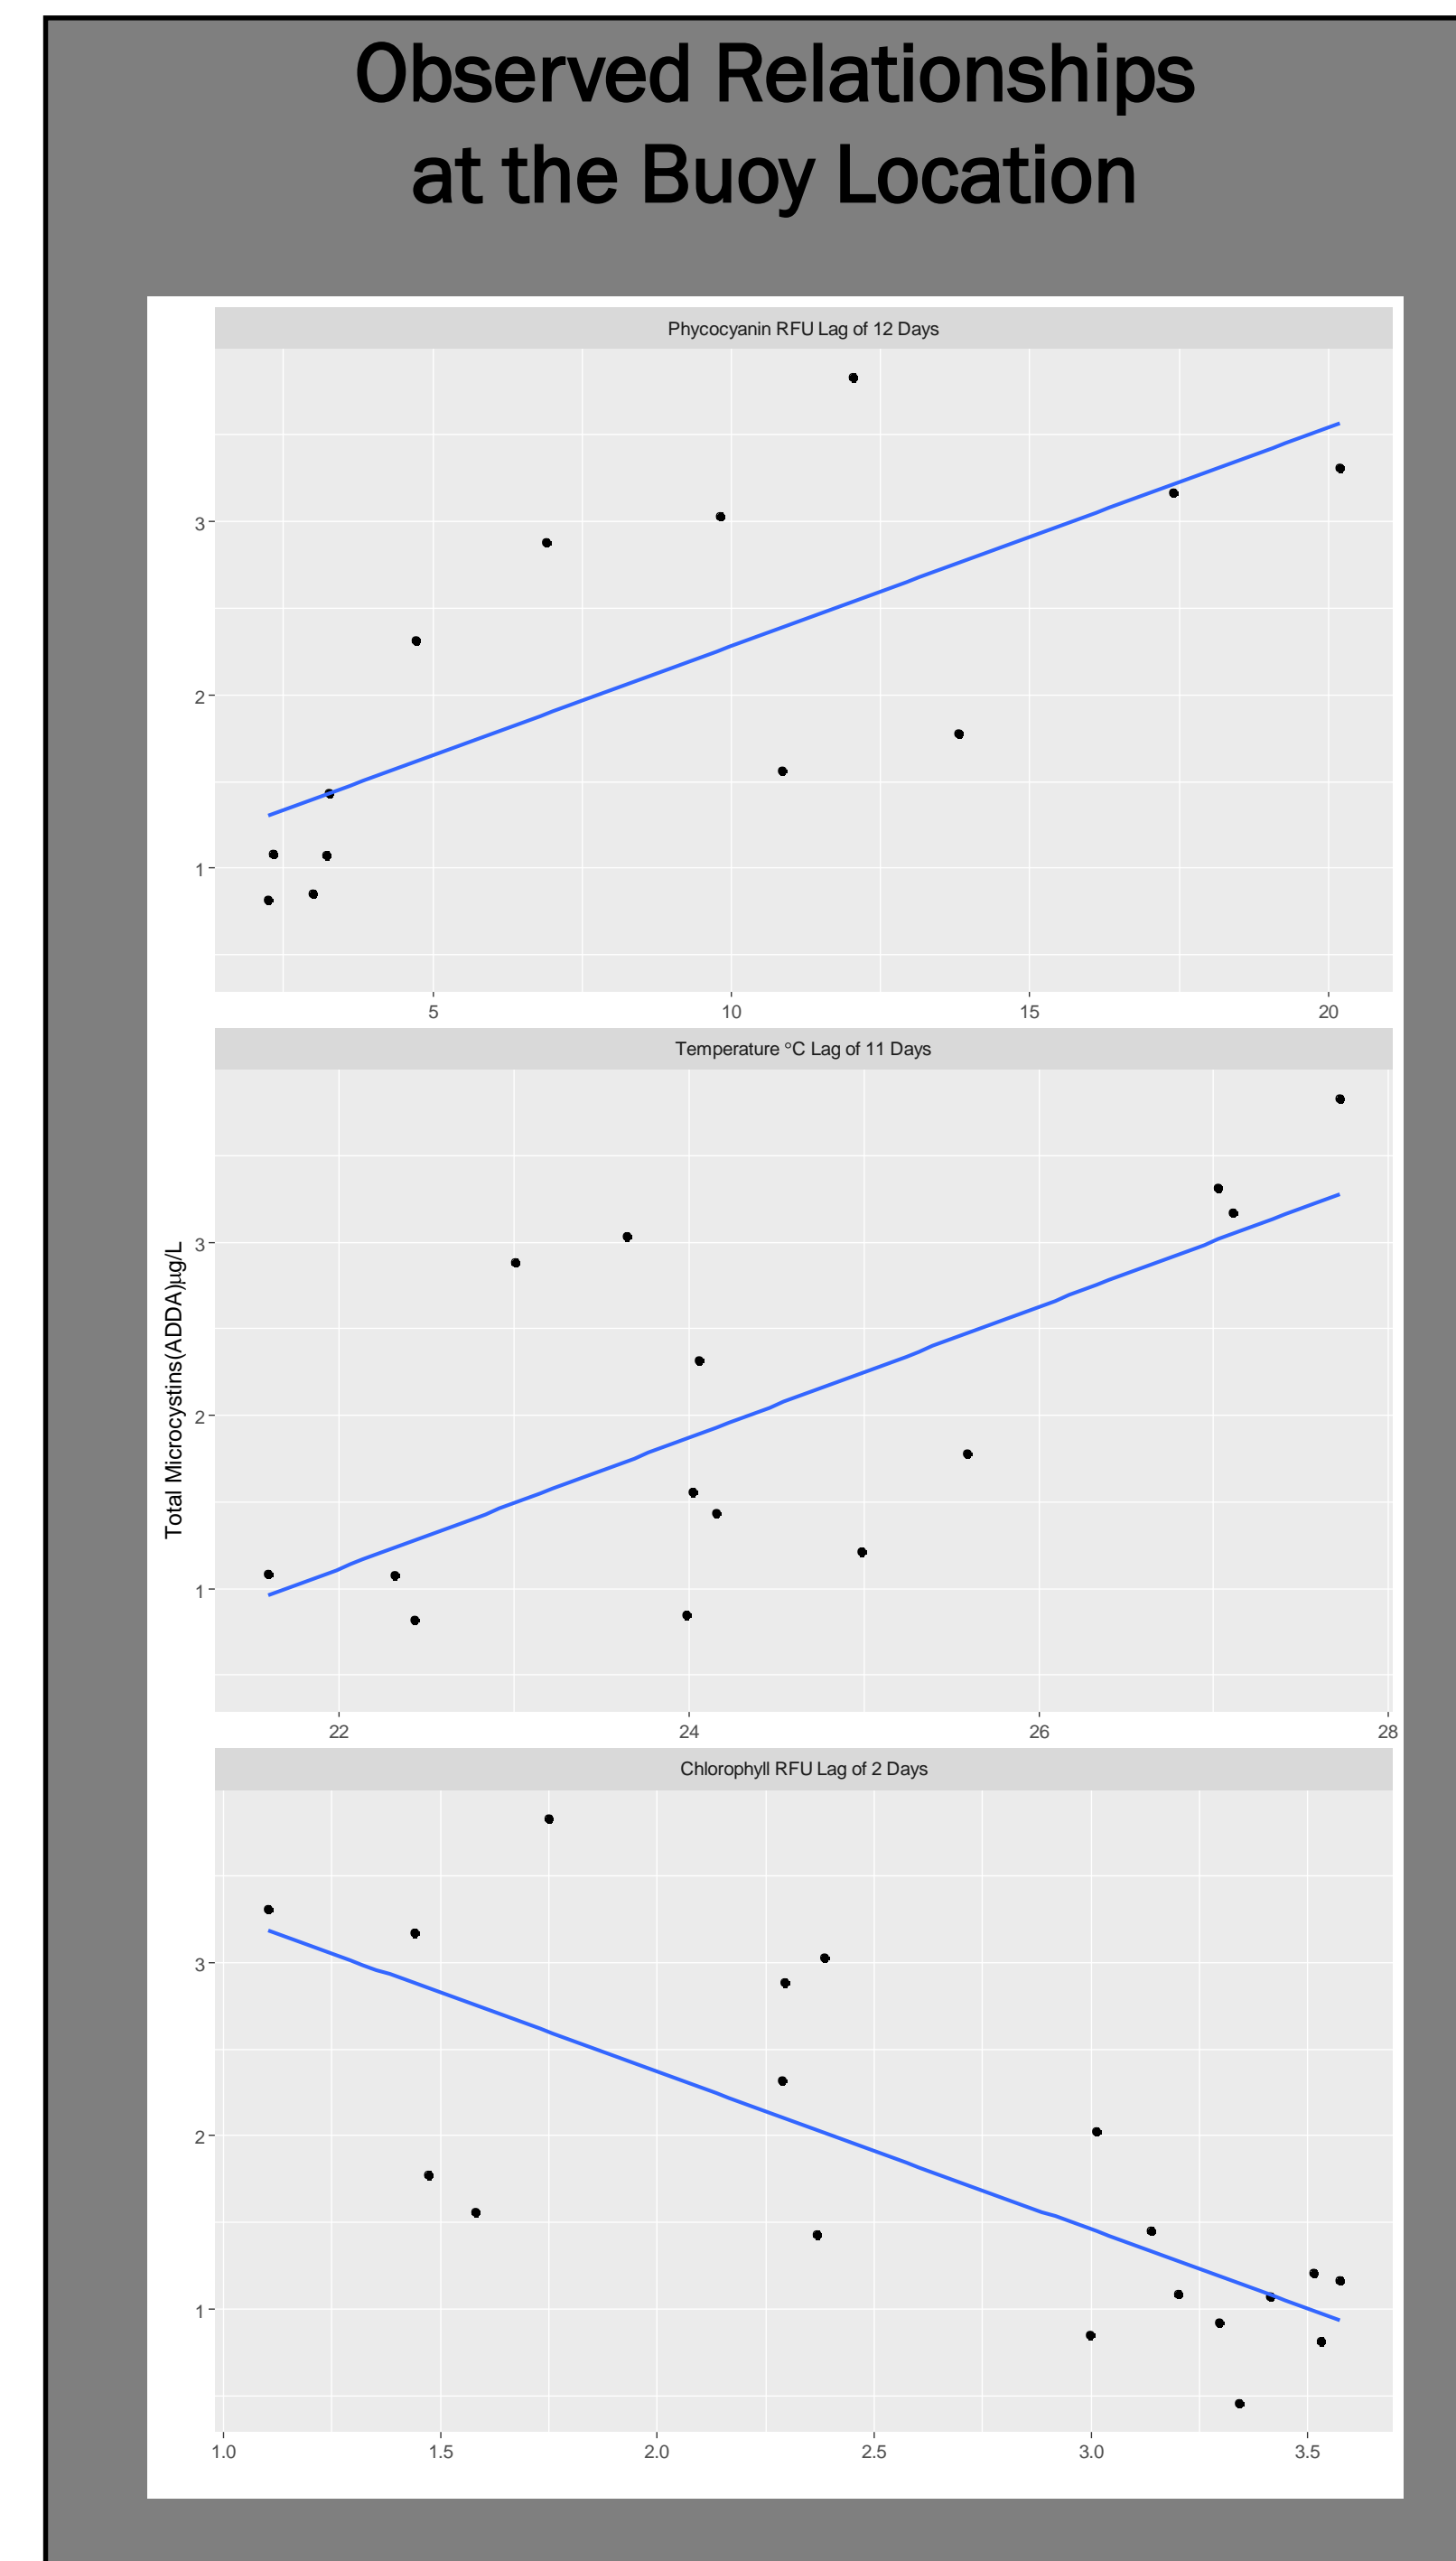 Observed Relationships
at the Buoy Location
Phycocyanin RFU Lag of 12 Days
3
2
1
5 10 15 20
Temperature °C Lag of 11 Days
Total Microcystins(ADDA)µg/L
3
2
1
22 24 26 28
Chlorophyll RFU Lag of 2 Days
3
2
1
1.0 1.5 2.0 2.5 3.0 3.5